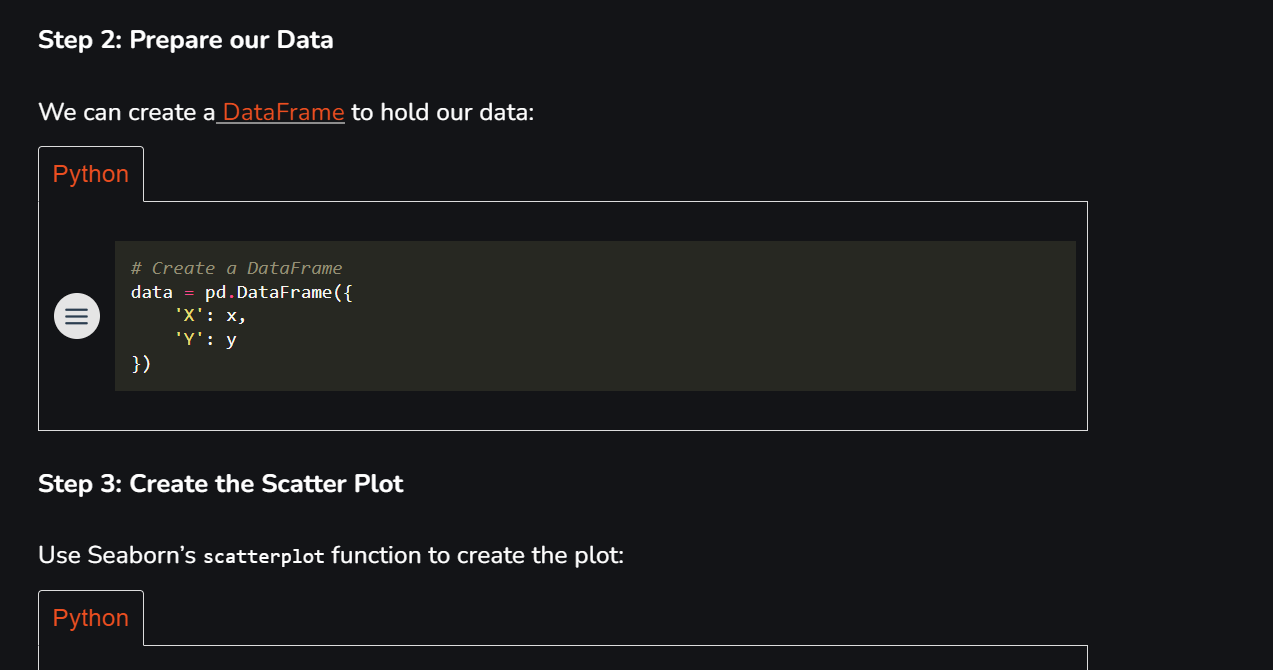 Step 2: Prepare our Data
We can create a DataFrame to hold our data:
Python
# Create a DataFrame
data = pd.DataFrame({
    'X': x,
    'Y': y
})
Step 3: Create the Scatter Plot
Use Seaborn’s scatterplot function to create the plot:
Python